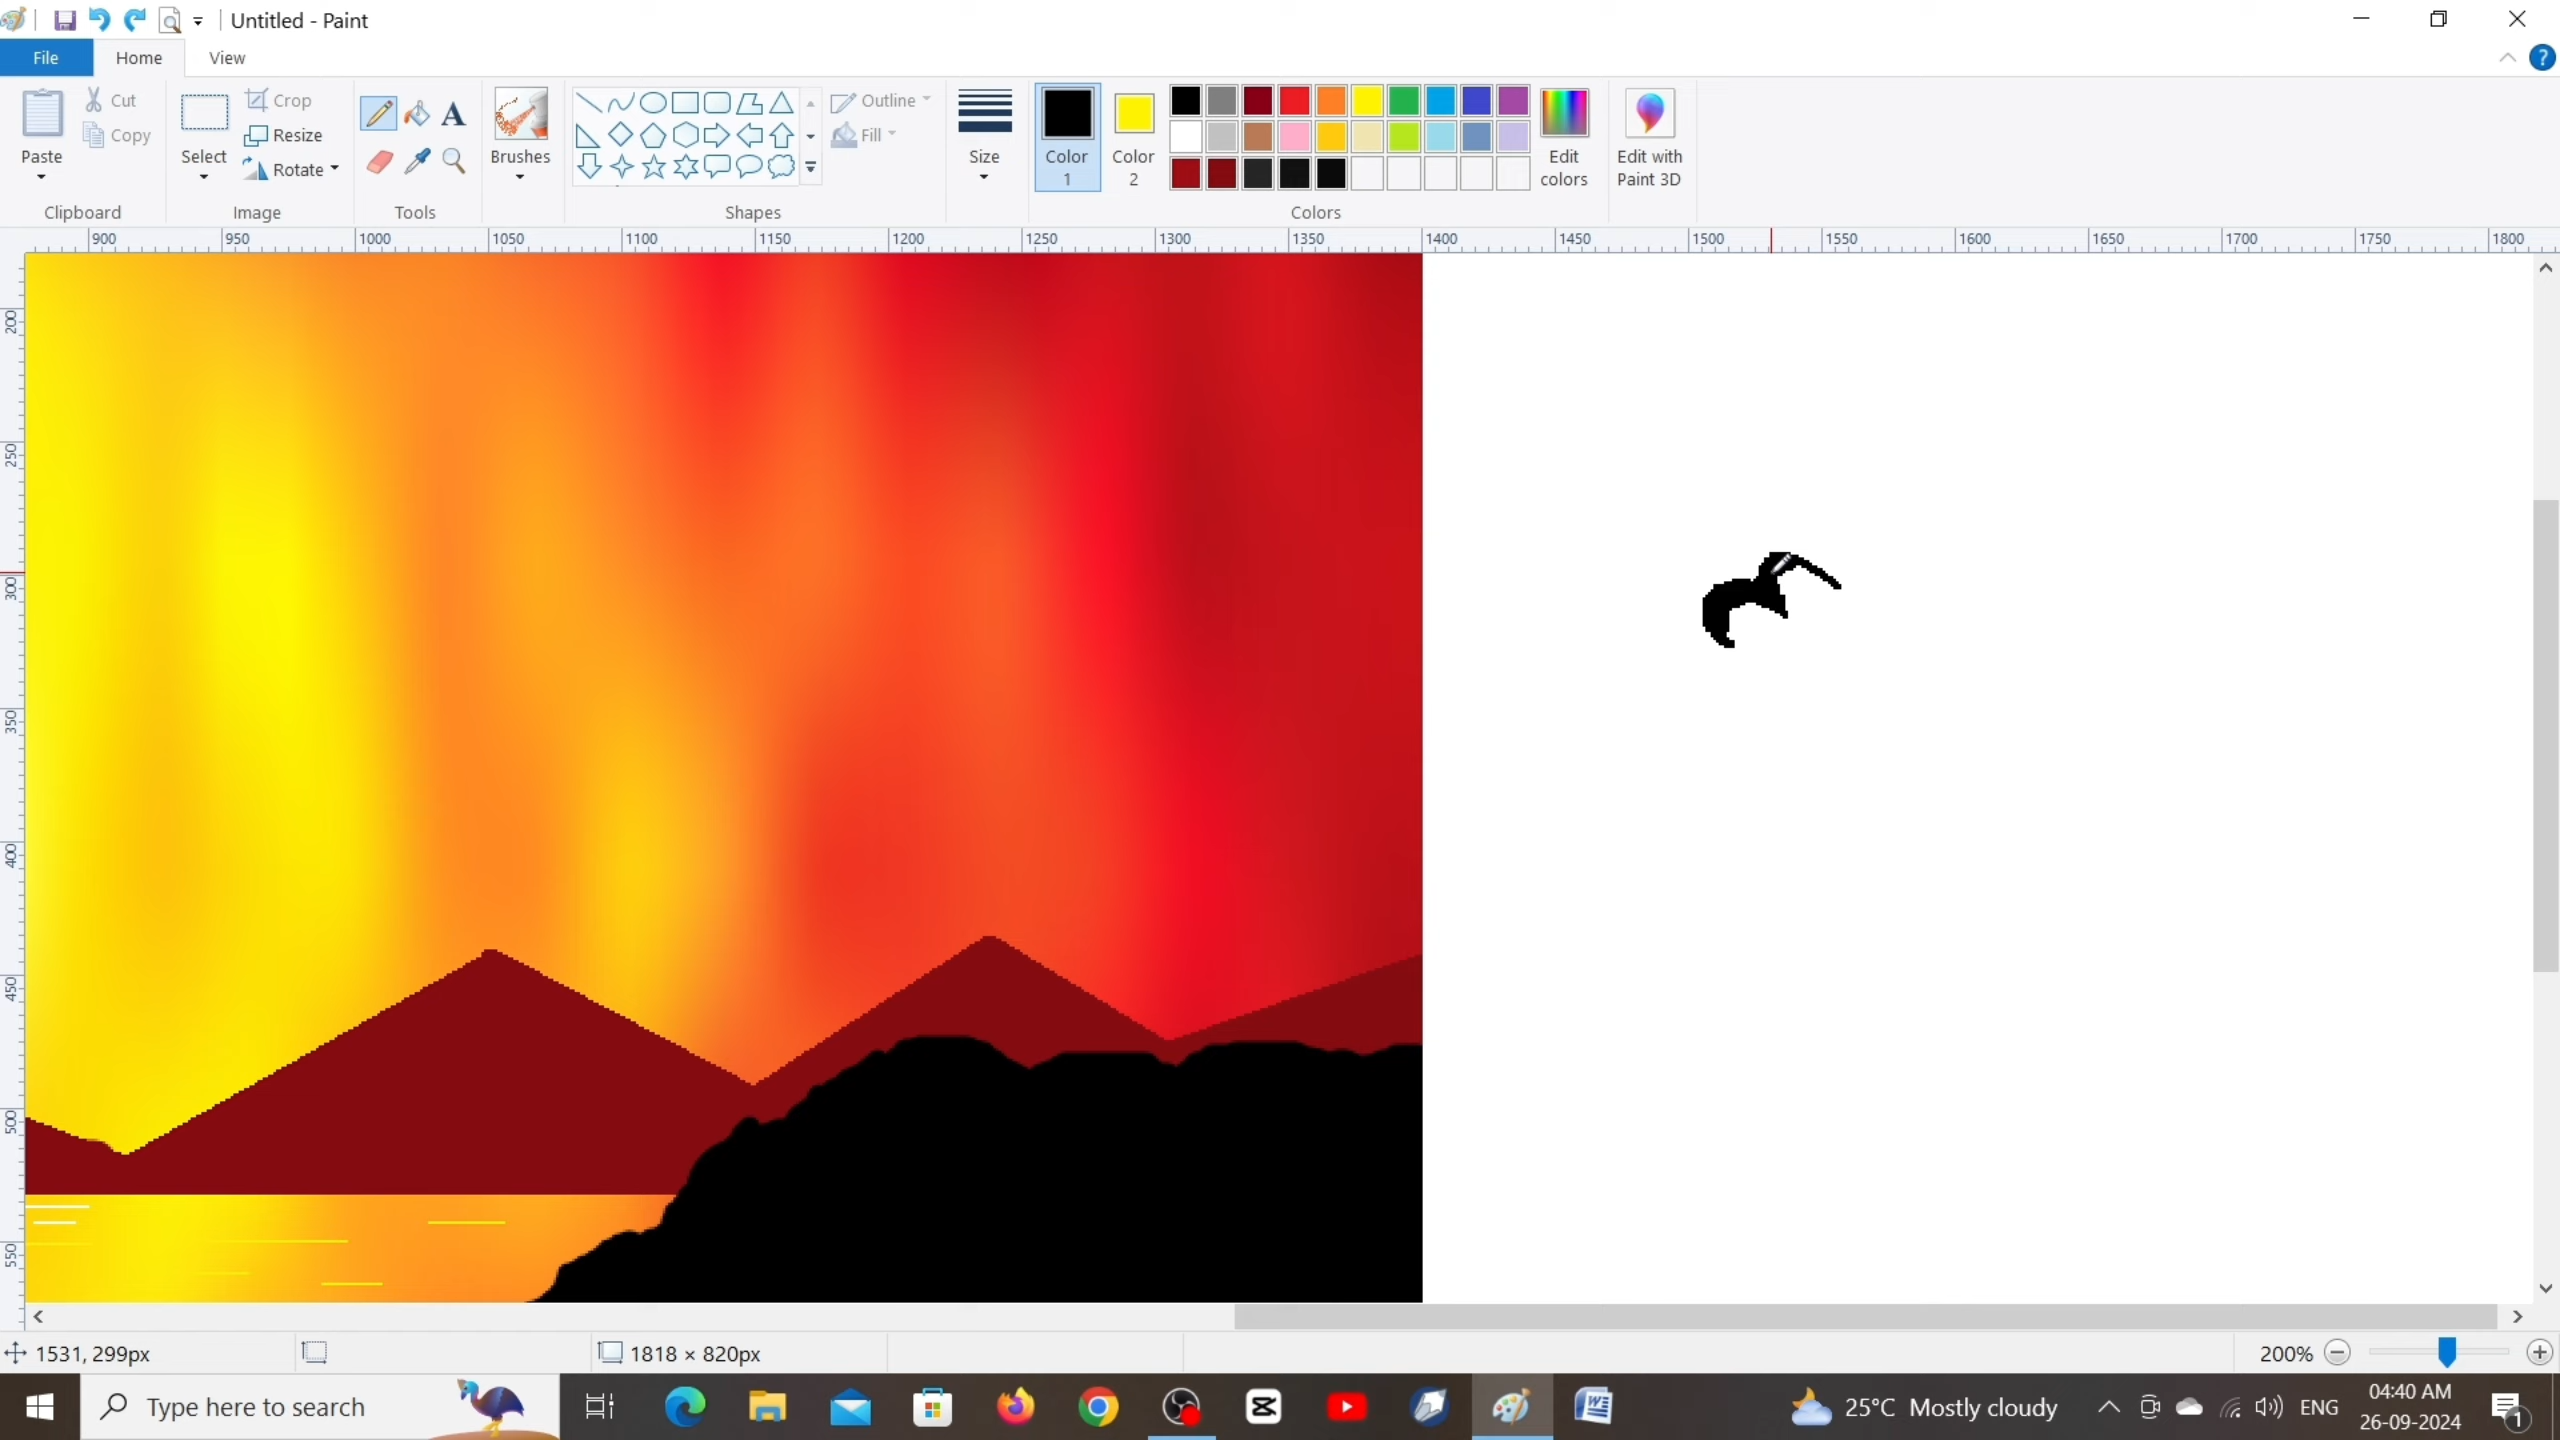 Untitled - Paint
File Home View
Paste Cut Copy Select Crop Resize Rotate A Brushes Outline Fill Size Color 1 Color 2 Edit colors Edit with Paint 3D
Clipboard Image Tools Shapes Colors
900 950 1000 1050 1100 1150 1200 1250 1300 1350 1400 1450 1500 1550 1600 1650 1700 1750 1800
200
250
300
350
400
450
500
550
1531, 299px 1818 × 820px 200%
Type here to search 25°C Mostly cloudy ENG 04:40 AM
26-09-2024
1